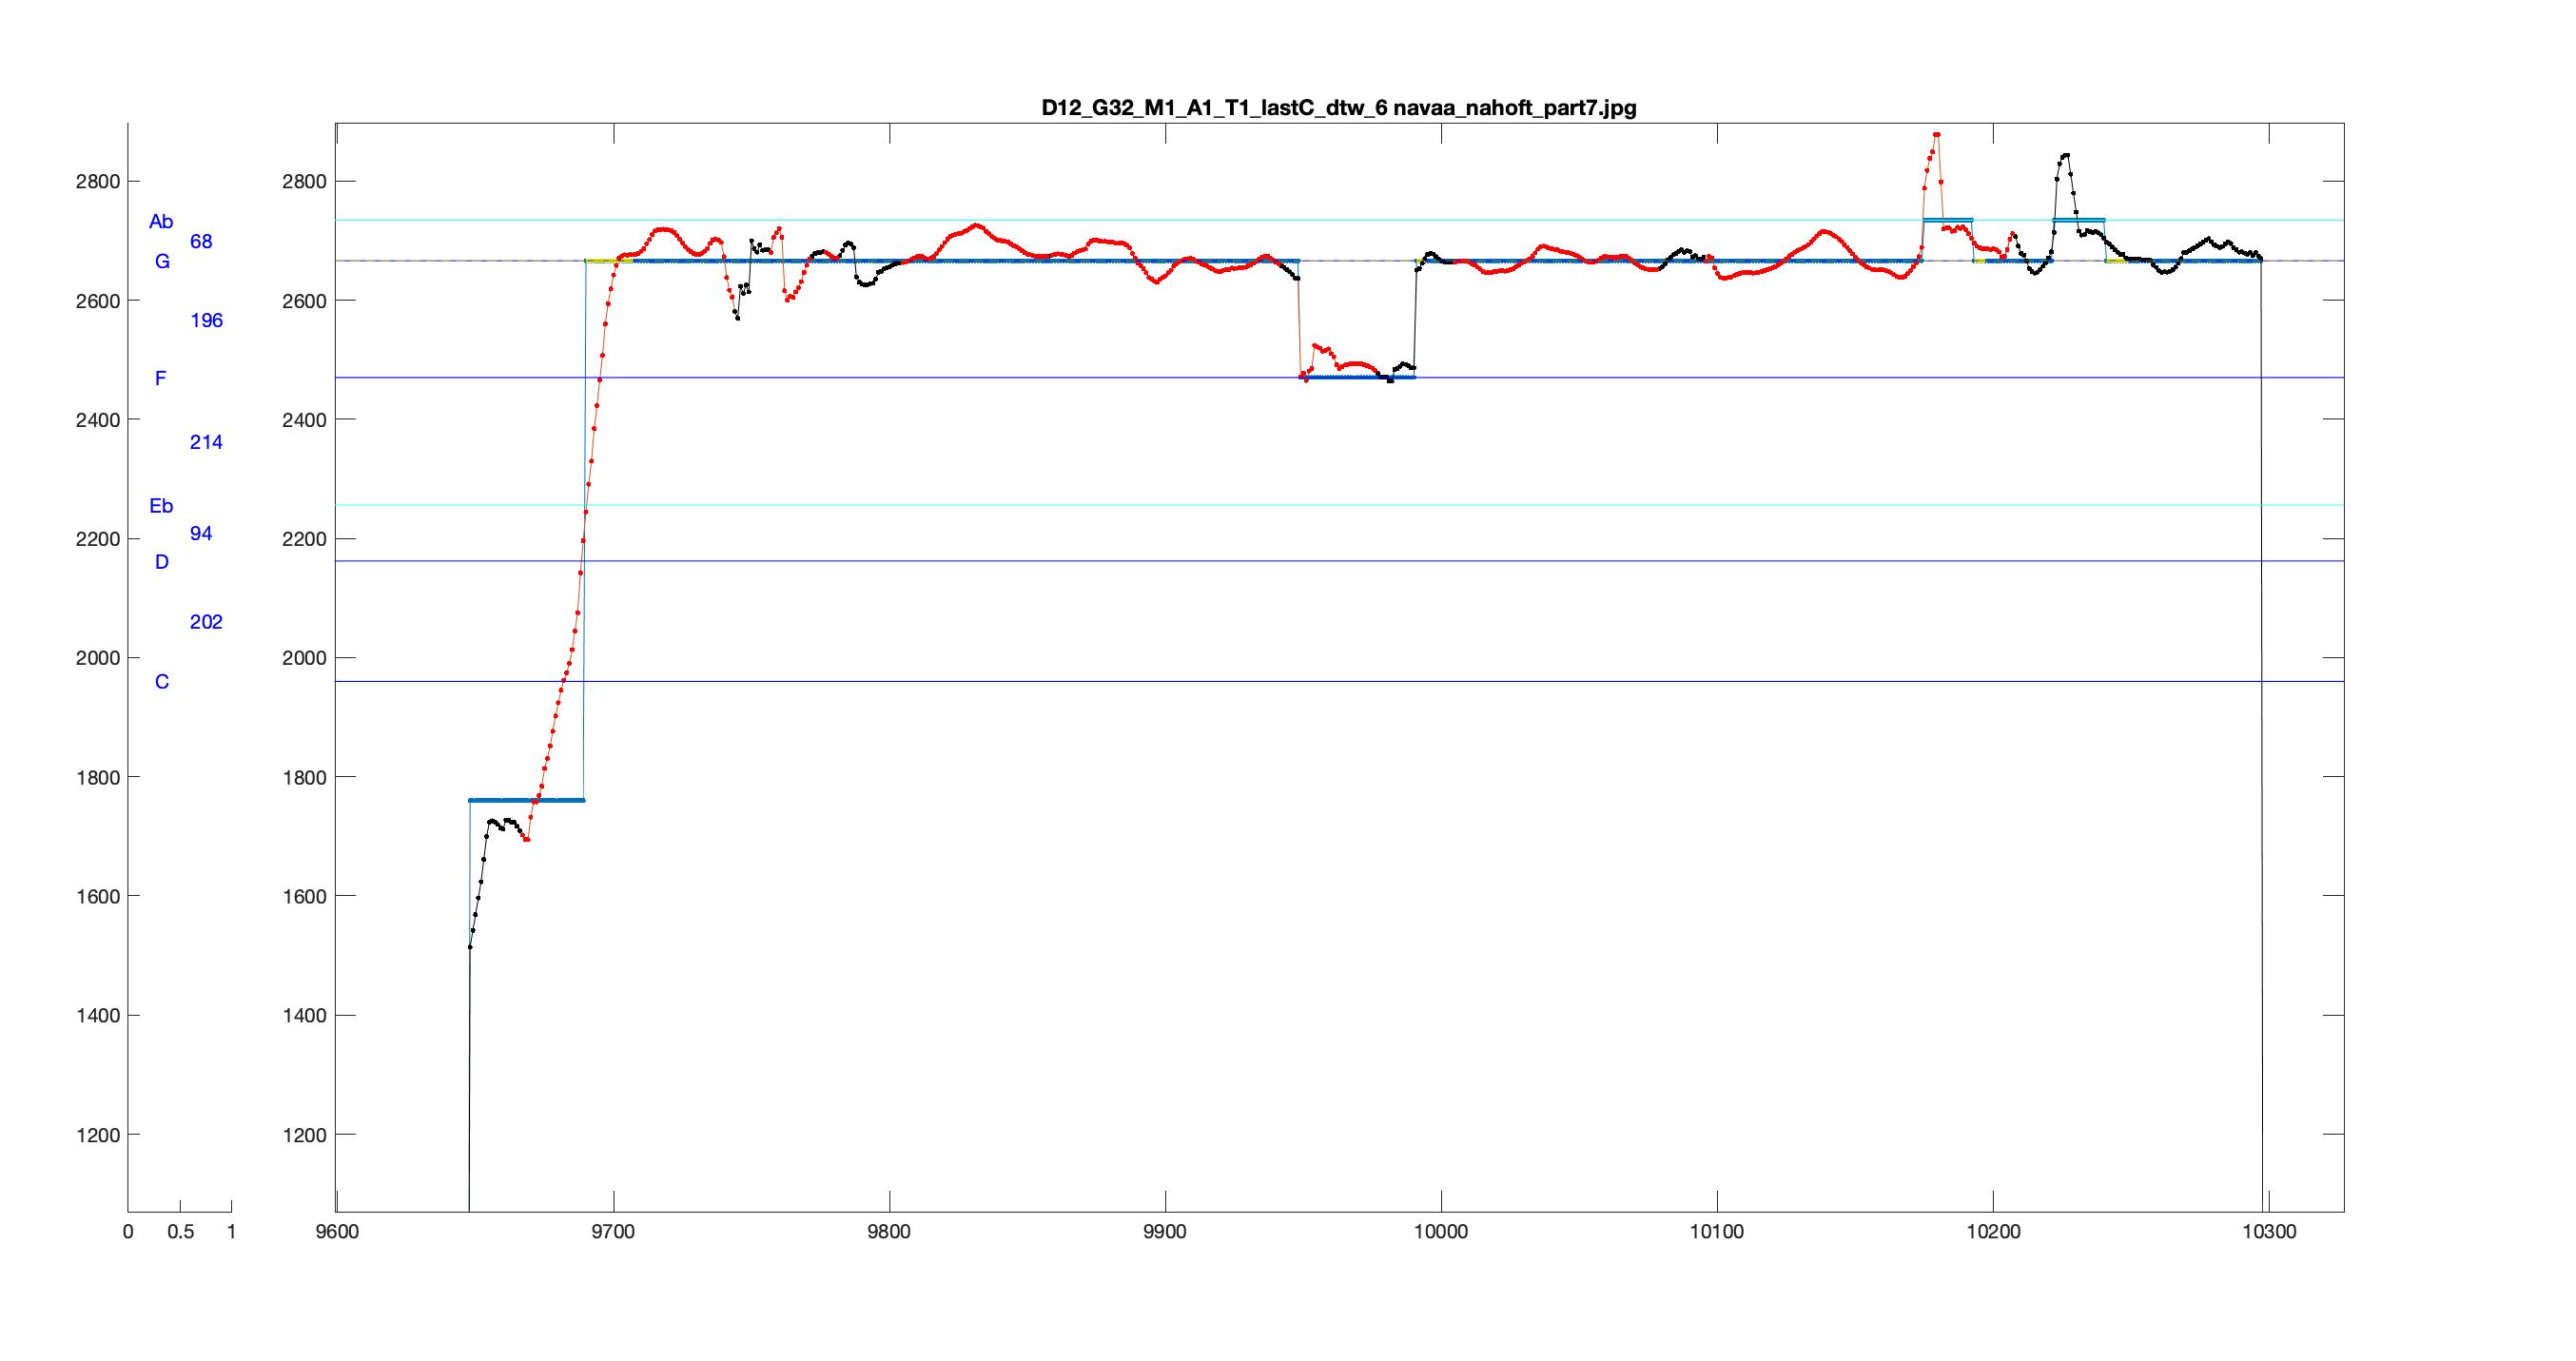 D12_G32_M1_A1_T1_lastC_dtw_6 navaa_nahoft_part7.jpg
2800 2800
Ab
68
G
2600 2600
196
F
2400 2400
214
Eb
94
2200 2200
D
202
2000 2000
C
1800 1800
1600 1600
1400 1400
1200 1200
0 0.5 1 9600 9700 9800 9900 10000 10100 10200 10300